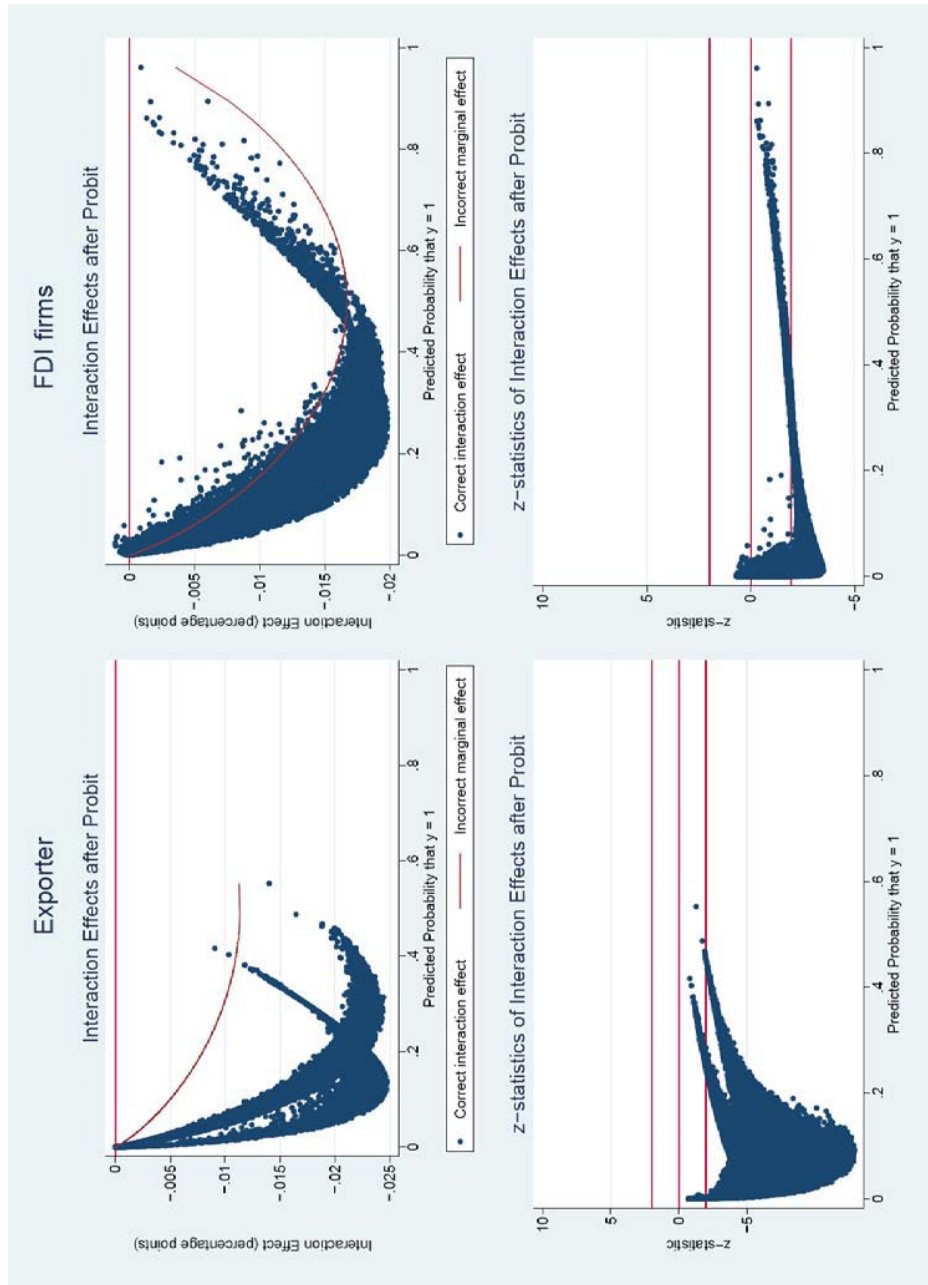 Exporter
FDI firms
Interaction Effects after Probit
Interaction Effect (percentage points)
0
-.005
-.01
-.015
-.02
-.025
0
.2
.4
.6
.8
1
Predicted Probability that y = 1
Correct interaction effect
Incorrect marginal effect
Interaction Effects after Probit
Interaction Effect (percentage points)
0
-.005
-.01
-.015
-.02
0
.2
.4
.6
.8
1
Predicted Probability that y = 1
Correct interaction effect
Incorrect marginal effect
z-statistics of Interaction Effects after Probit
z-statistic
10
5
0
-5
0
.2
.4
.6
.8
1
Predicted Probability that y = 1
z-statistics of Interaction Effects after Probit
z-statistic
10
5
0
-5
0
.2
.4
.6
.8
1
Predicted Probability that y = 1